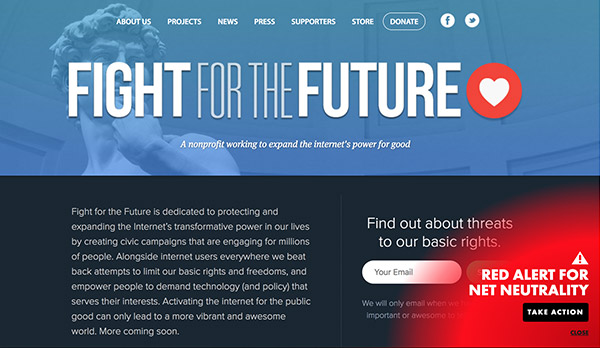 ABOUT US PROJECTS NEWS PRESS SUPPORTERS STORE DONATE f
FIGHT FOR THE FUTURE
A nonprofit working to expand the internet's power for good
Fight for the Future is dedicated to protecting and
expanding the Internet's transformative power in our lives
by creating civic campaigns that are engaging for millions
of people. Alongside internet users everywhere we beat
back attempts to limit our basic rights and freedoms, and
empower people to demand technology (and policy) that
serves their interests. Activating the internet for the public
good can only lead to a more vibrant and awesome
world. More coming soon.
Find out about threats
to our basic rights.
Your Email
We will only email when we
important or awesome to
RED ALERT FOR
NET NEUTRALITY
TAKE ACTION
CLOSE